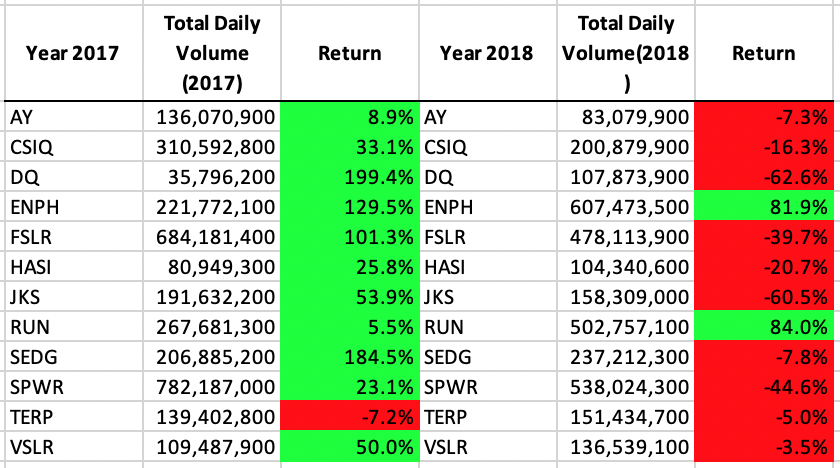 Year 2017 Total Daily Volume (2017) Return Year 2018 Total Daily Volume(2018 ) Return
AY 136,070,900 8.9% AY 83,079,900 -7.3%
CSIQ 310,592,800 33.1% CSIQ 200,879,900 -16.3%
DQ 35,796,200 199.4% DQ 107,873,900 -62.6%
ENPH 221,772,100 129.5% ENPH 607,473,500 81.9%
FSLR 684,181,400 101.3% FSLR 478,113,900 -39.7%
HASI 80,949,300 25.8% HASI 104,340,600 -20.7%
JKS 191,632,200 53.9% JKS 158,309,000 -60.5%
RUN 267,681,300 5.5% RUN 502,757,100 84.0%
SEDG 206,885,200 184.5% SEDG 237,212,300 -7.8%
SPWR 782,187,000 23.1% SPWR 538,024,300 -44.6%
TERP 139,402,800 -7.2% TERP 151,434,700 -5.0%
VSLR 109,487,900 50.0% VSLR 136,539,100 -3.5%